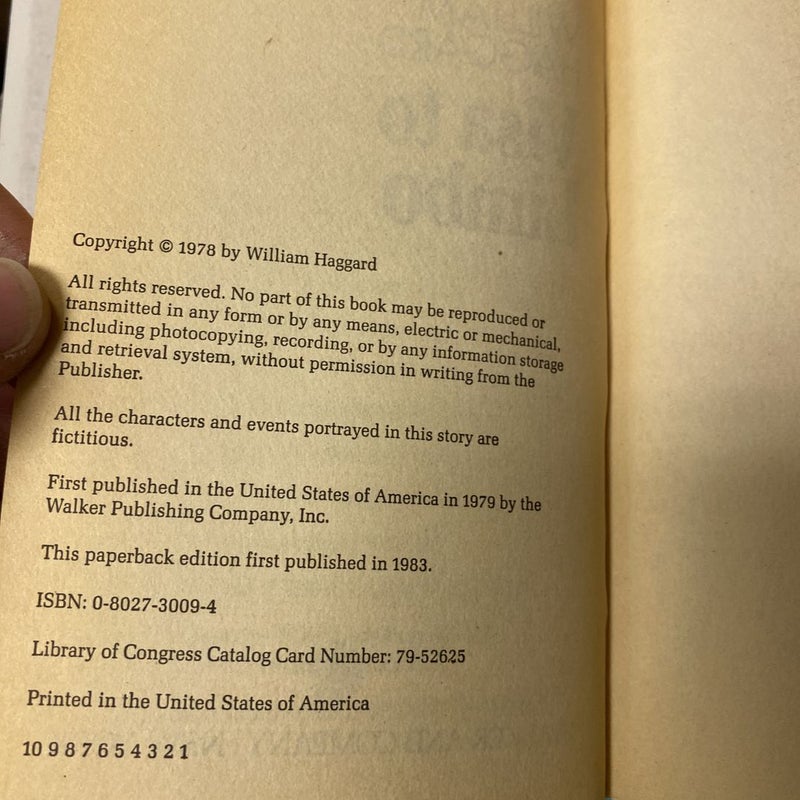 Copyright © 1978 by William Haggard
All rights reserved. No part of this book may be reproduced or
transmitted in any form or by any means, electric or mechanical,
including photocopying, recording, or by any information storage
and retrieval system, without permission in writing from the
Publisher.
All the characters and events portrayed in this story are
fictitious.
First published in the United States of America in 1979 by the
Walker Publishing Company, Inc.
This paperback edition first published in 1983.
ISBN: 0-8027-3009-4
Library of Congress Catalog Card Number: 79-52625
Printed in the United States of America
10 9 8 7 6 5 4 3 2 1